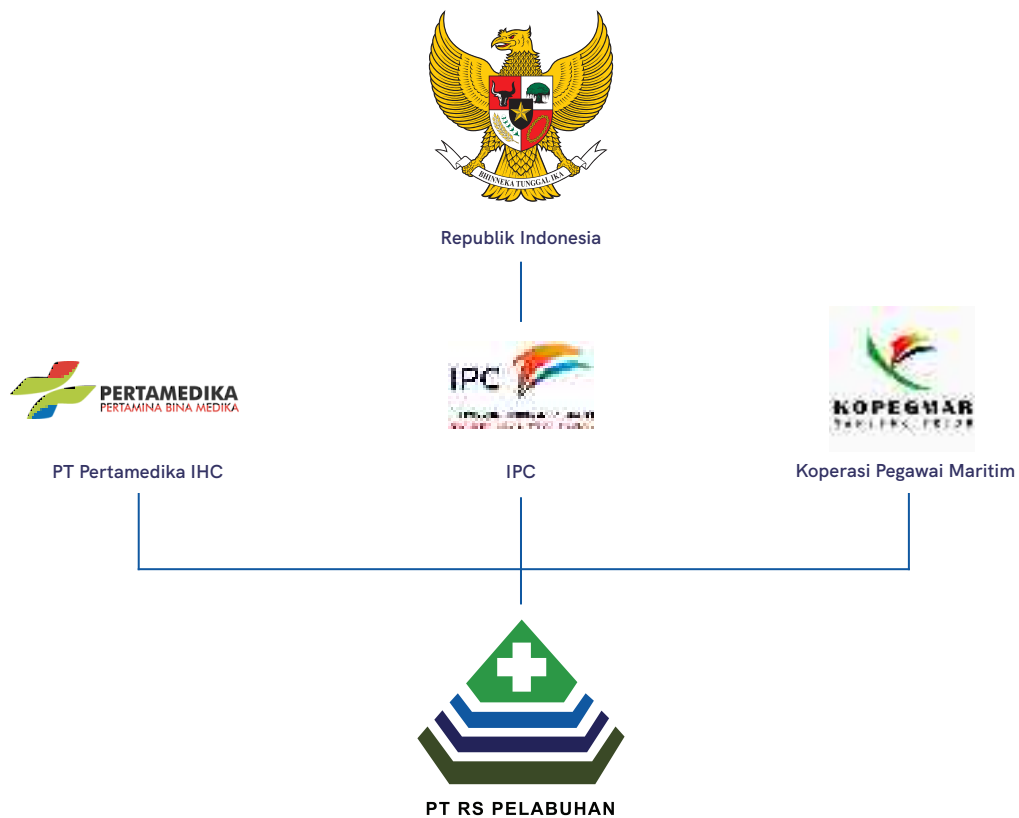 BHINNEKA TUNGGAL IKA
Republik Indonesia
PERTAMEDIKA
PERTAMINA BINA MEDIKA
IPC
KOPEGMAR
PT Pertamedika IHC
IPC
Koperasi Pegawai Maritim
PT RS PELABUHAN